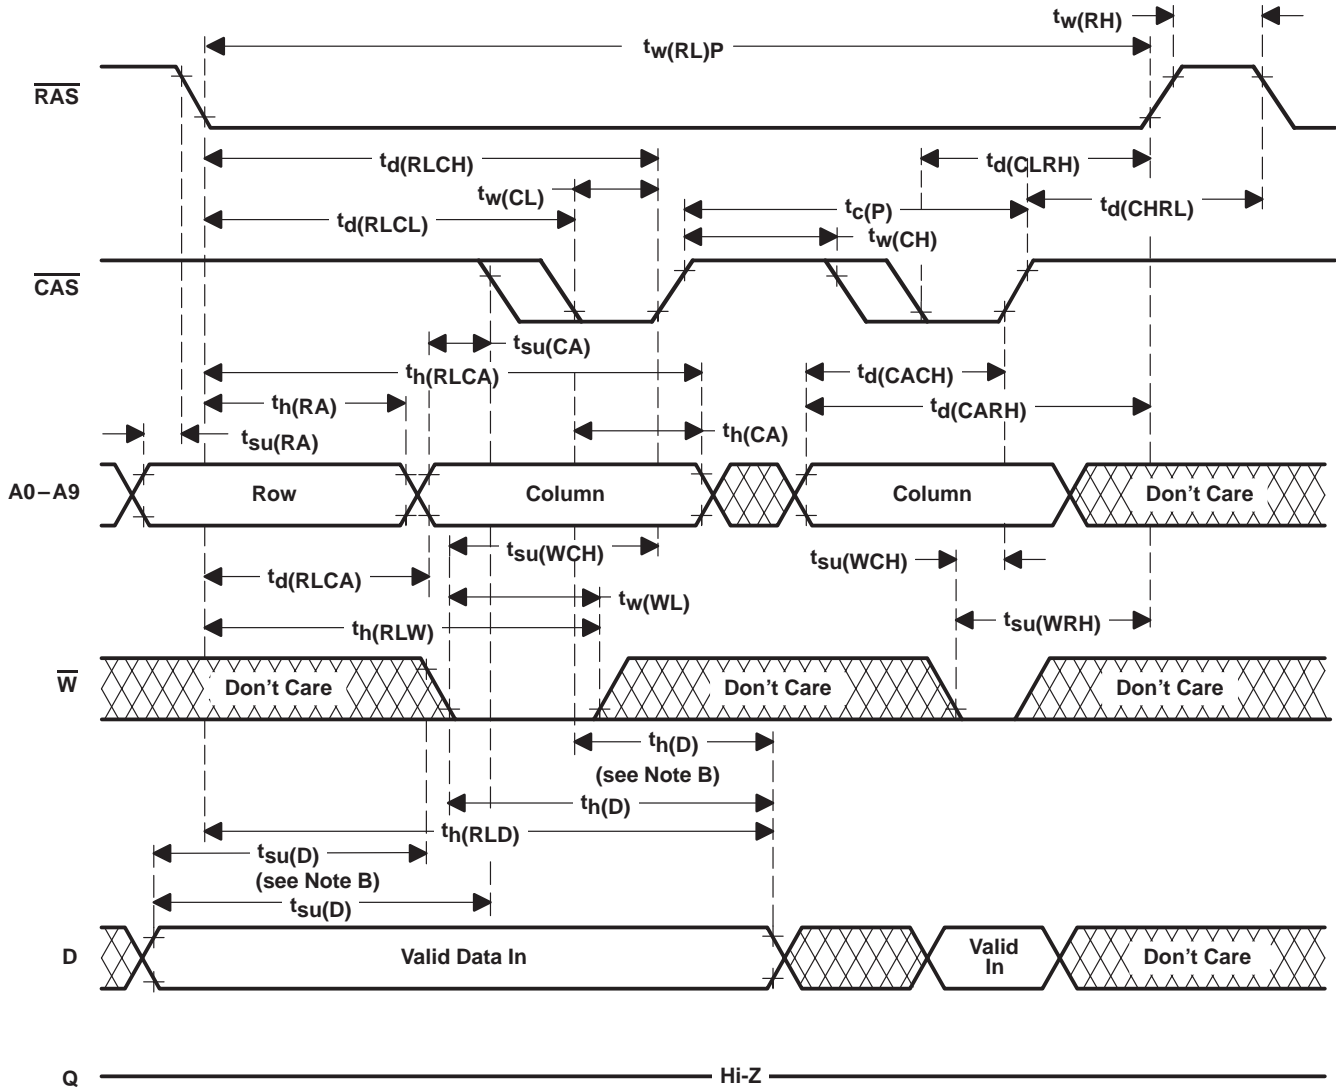 tw(RH)
tw(RL)P
RAS
td(RLCH)
td(CLRH)
tw(CL)
tc(P)
td(CHRL)
td(RLCL)
tw(CH)
CAS
tsu(CA)
th(RLCA)
td(CACH)
th(RA)
td(CARH)
tsu(RA)
th(CA)
A0–A9
Row
Column
Column
Don't Care
tsu(WCH)
tsu(WCH)
td(RLCA)
tw(WL)
th(RLW)
tsu(WRH)
W
Don't Care
Don't Care
Don't Care
th(D)
(see Note B)
th(D)
th(RLD)
tsu(D)
(see Note B)
tsu(D)
D
Valid Data In
Valid
In
Don't Care
Q
Hi-Z